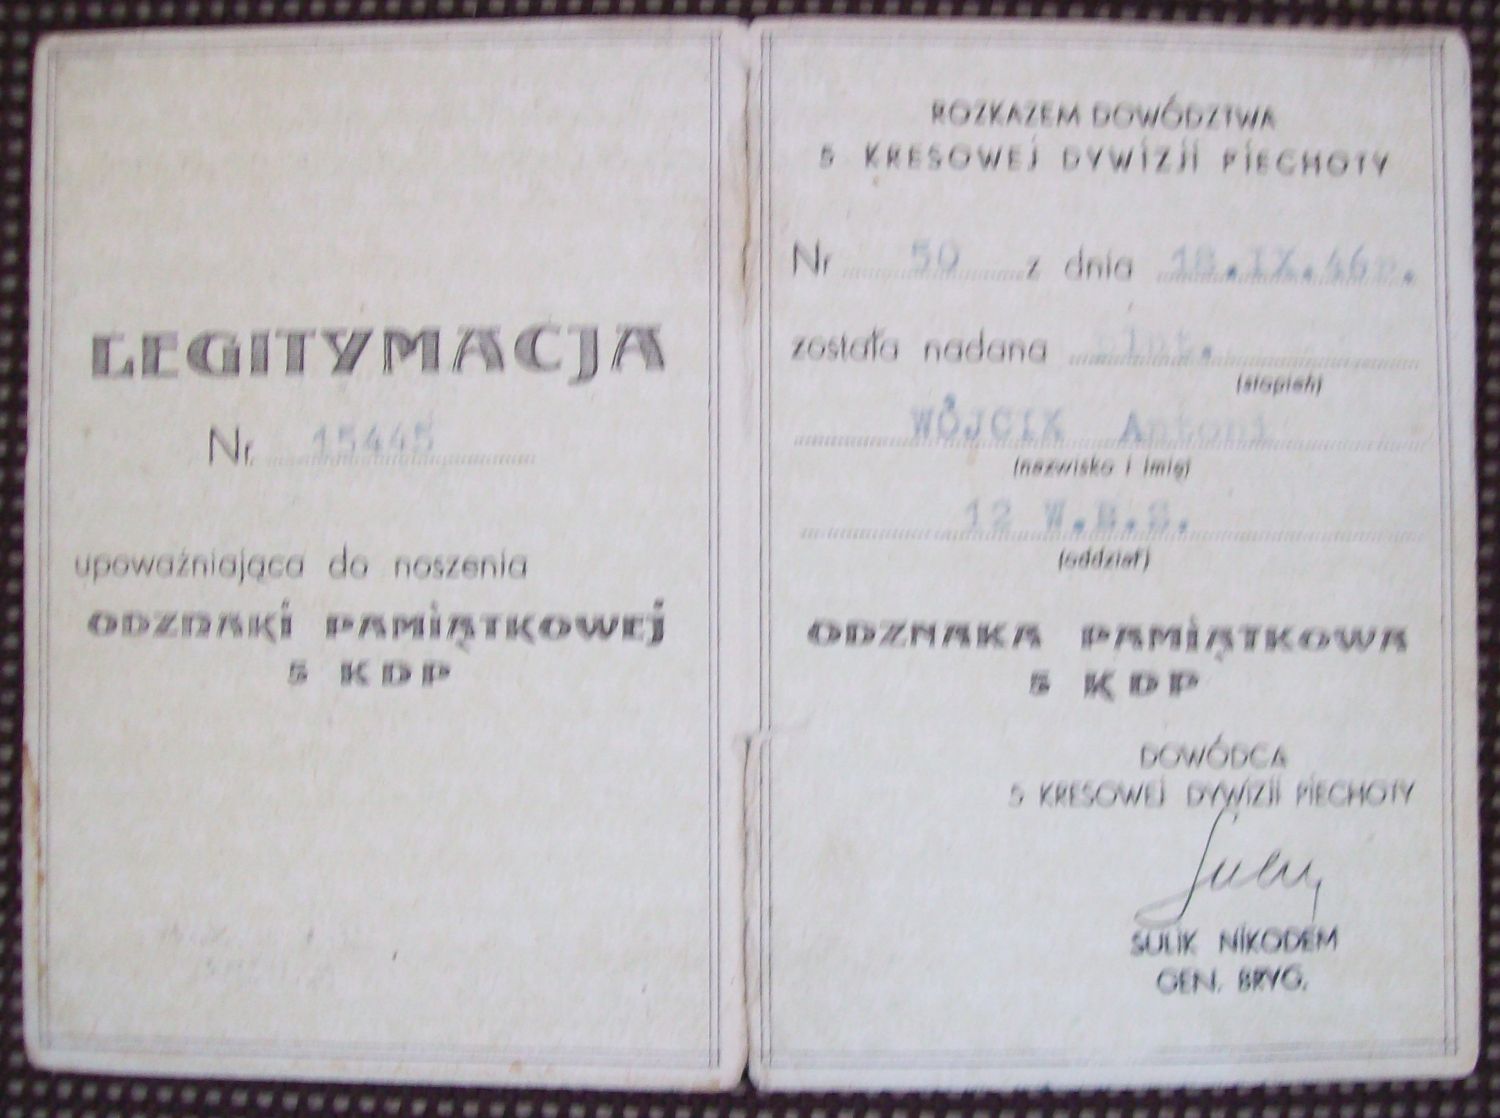 LEGITYMACJA
Nr 15445
upoważniająca do noszenia
ODZNAKI PAMIĄTKOWEJ
5 KDP
ROZKAZEM DOWÓDZTWA
5 KRESOWEJ DYWIZJI PIECHOTY
Nr 50 z dnia 18.IX.46r.
została nadana plut.
(stopień)
WÓJCIK Antoni
(nazwisko i imię)
12 W.B.S.
(oddział)
ODZNAKA PAMIĄTKOWA
5 KDP
DOWÓDCA
5 KRESOWEJ DYWIZJI PIECHOTY
SULIK NIKODEM
GEN. BRYG.